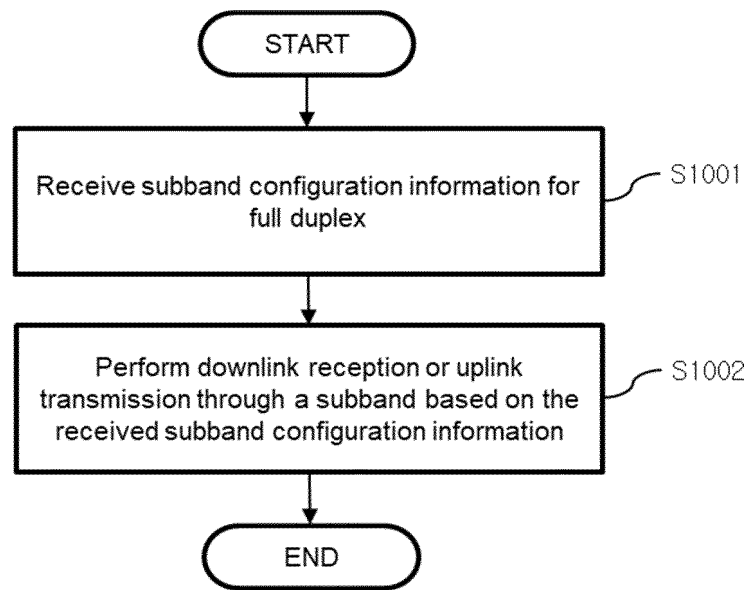 START
Receive subband configuration information for
full duplex
S1001
Perform downlink reception or uplink
transmission through a subband based on the
received subband configuration information
S1002
END